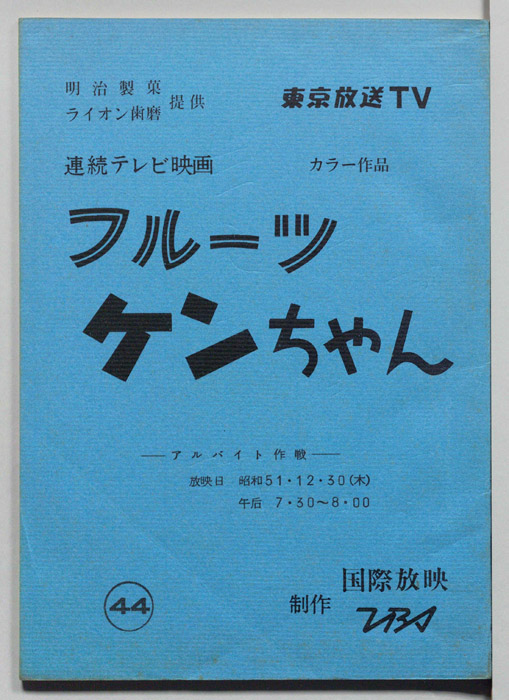 明治製菓
ライオン歯磨
提供
東京放送TV
連続テレビ映画
カラー作品
フルーツ
ケンちゃん
―アルバイト作戦―
放映日 昭和51・12・30(木)
午后 7・30〜8・00
44
制作
国際放映
TBS